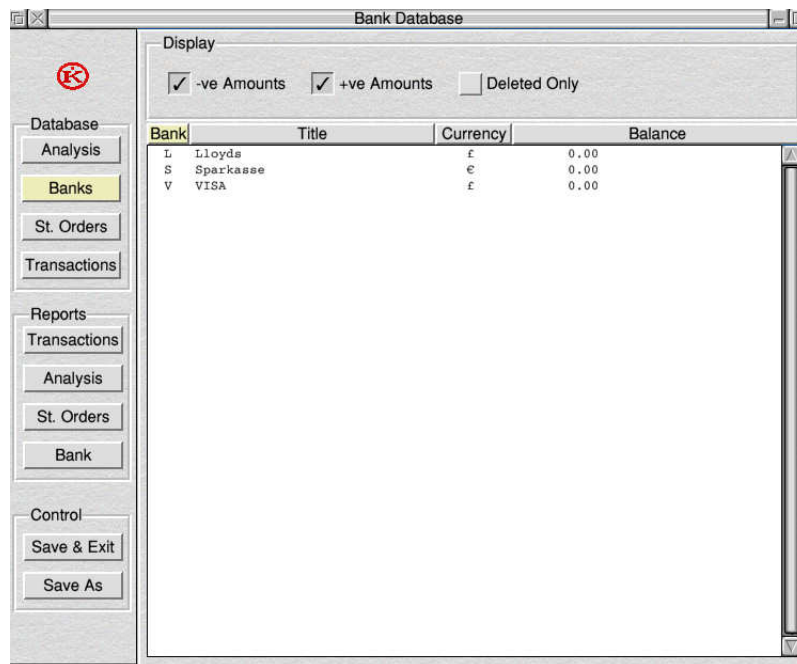 Bank Database
Display
-ve Amounts +ve Amounts Deleted Only
Database
Analysis
Banks
St. Orders
Transactions
Reports
Transactions
Analysis
St. Orders
Bank
Control
Save & Exit
Save As
Bank Title Currency Balance
L Lloyds £ 0.00
S Sparkasse € 0.00
V VISA £ 0.00